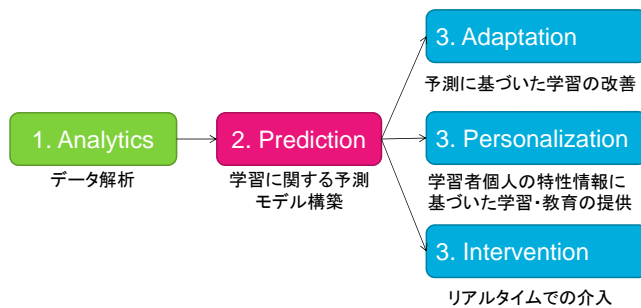 3. Adaptation
予測に基づいた学習の改善
1. Analytics
データ解析
2. Prediction
学習に関する予測
モデル構築
3. Personalization
学習者個人の特性情報に
基づいた学習・教育の提供
3. Intervention
リアルタイムでの介入